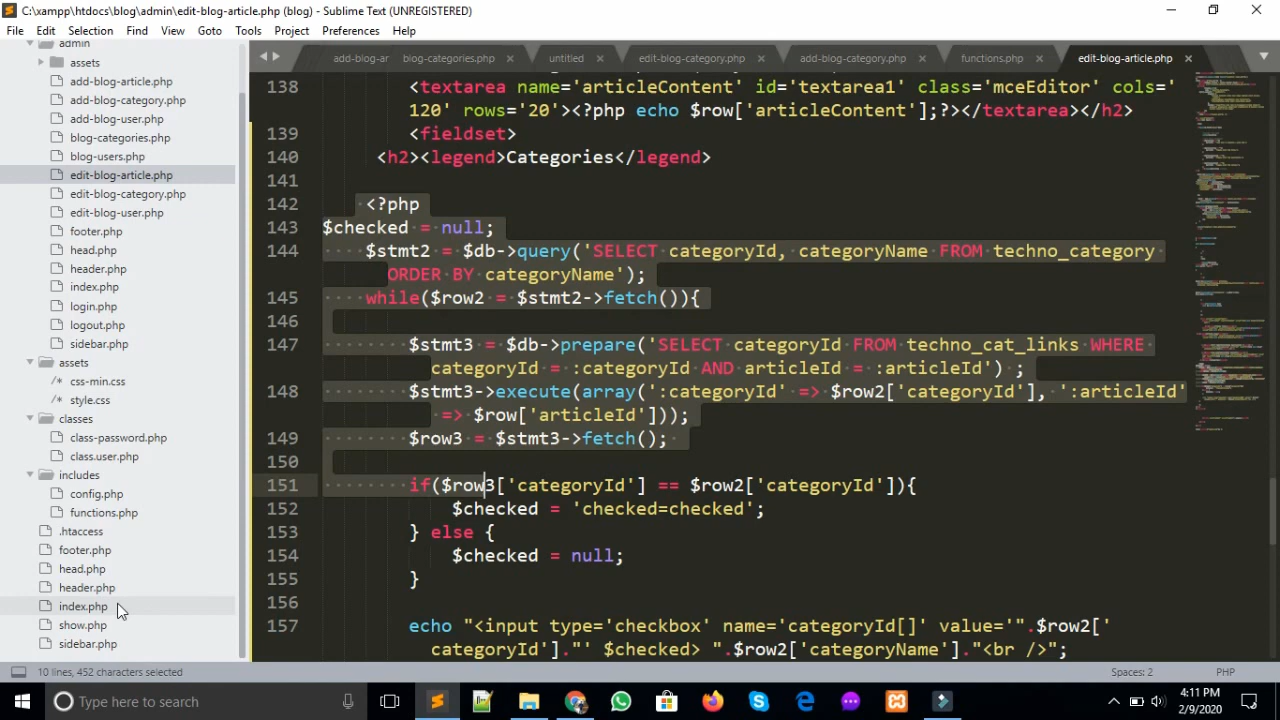 C:\xampp\htdocs\blog\admin\edit-blog-article.php (blog) - Sublime Text (UNREGISTERED)
File Edit Selection Find View Goto Tools Project Preferences Help
admin
assets
add-blog-article.php
add-blog-category.php
add-blog-user.php
blog-categories.php
blog-users.php
edit-blog-article.php
edit-blog-category.php
edit-blog-user.php
footer.php
head.php
header.php
index.php
login.php
logout.php
sidebar.php
assets
/* css-min.css
/* style.css
classes
class-password.php
class.user.php
includes
config.php
functions.php
.htaccess
footer.php
head.php
header.php
index.php
show.php
sidebar.php
add-blog-ar blog-categories.php × untitled × edit-blog-category.php × add-blog-category.php × functions.php × edit-blog-article.php ×
138 <textarea name='articleContent' id='textarea1' class='mceEditor' cols='
120' rows='20'><?php echo $row['articleContent'];?></textarea></h2>
139 <fieldset>
140 <h2><legend>Categories</legend>
141
142 <?php
143 $checked = null;
144 $stmt2 = $db->query('SELECT categoryId, categoryName FROM techno_category
ORDER BY categoryName');
145 while($row2 = $stmt2->fetch()){
146
147 $stmt3 = $db->prepare('SELECT categoryId FROM techno_cat_links WHERE
categoryId = :categoryId AND articleId = :articleId') ;
148 $stmt3->execute(array(':categoryId' => $row2['categoryId'], ':articleId'
=> $row['articleId']));
149 $row3 = $stmt3->fetch();
150
151 if($row3['categoryId'] == $row2['categoryId']){
152 $checked = 'checked=checked';
153 } else {
154 $checked = null;
155 }
156
157 echo "<input type='checkbox' name='categoryId[]' value='".$row2['
categoryId']."' $checked> ".$row2['categoryName']."<br />";
10 lines, 452 characters selected Spaces: 2 PHP
Type here to search
4:11 PM
2/9/2020